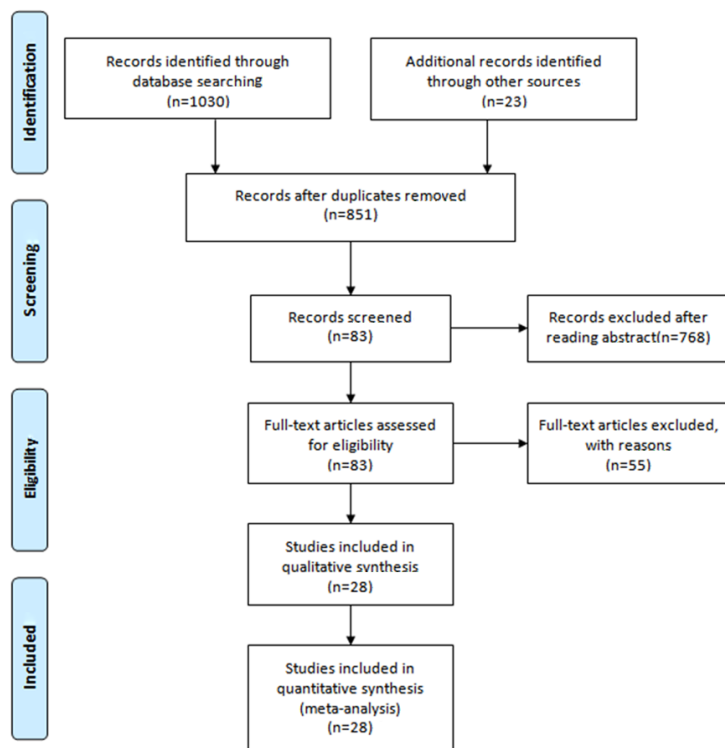 Identification
Records identified through
database searching
(n=1030)
Additional records identified
through other sources
(n=23)
Records after duplicates removed
(n=851)
Screening
Records screened
(n=83)
Records excluded after
reading abstract(n=768)
Eligibility
Full-text articles assessed
for eligibility
(n=83)
Full-text articles excluded,
with reasons
(n=55)
Studies included in
qualitative synthesis
(n=28)
Included
Studies included in
quantitative synthesis
(meta-analysis)
(n=28)